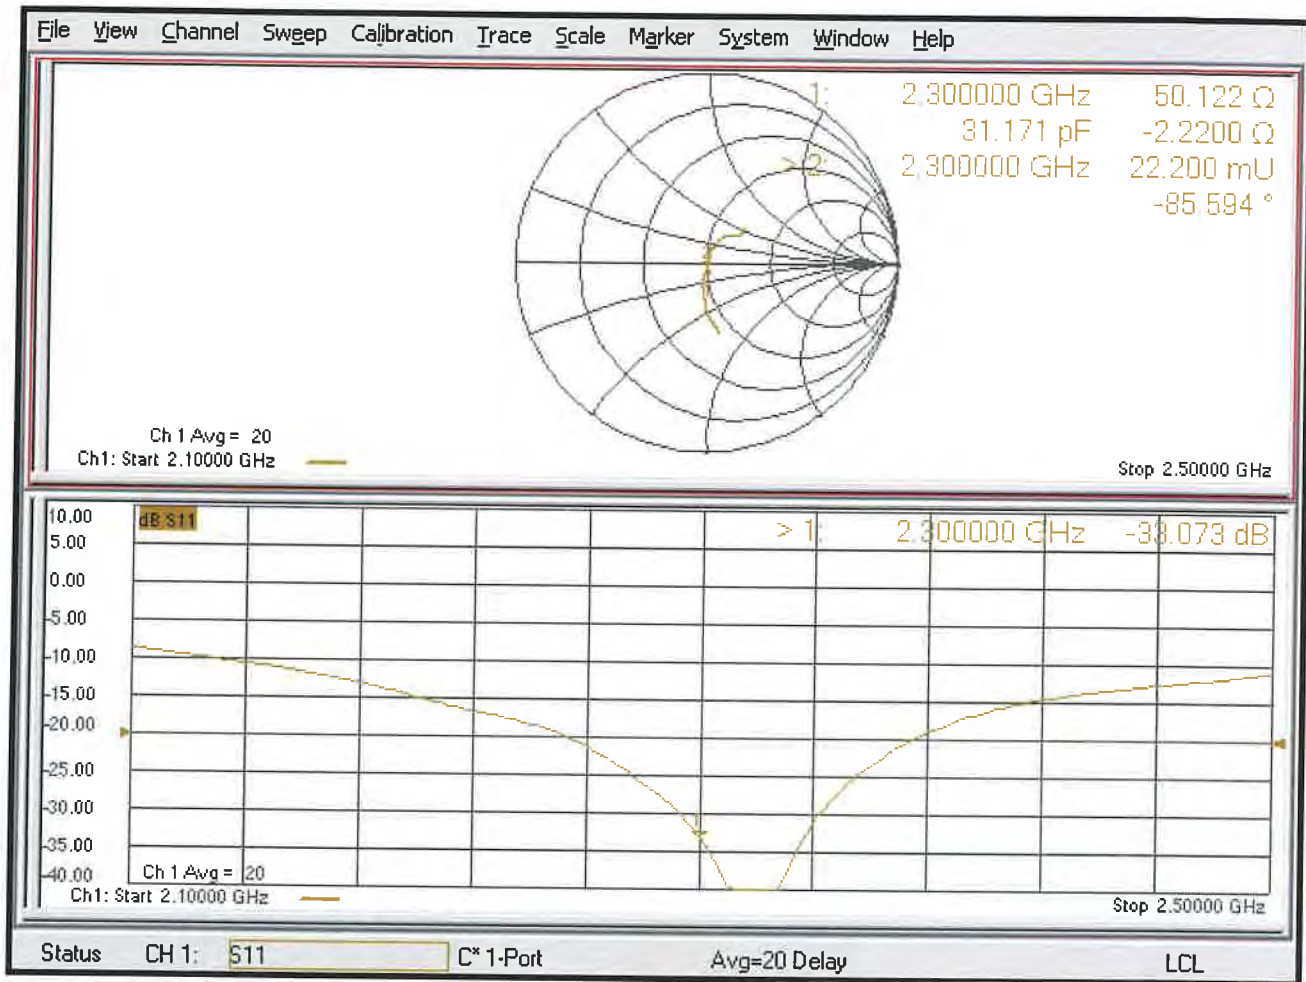 File View Channel Sweep Calibration Trace Scale Marker System Window Help
1: 2.300000 GHz 50.122 Ω
31.171 pF -2.2200 Ω
> 2: 2.300000 GHz 22.200 mU
-85.594 °
Ch 1 Avg = 20
Ch1: Start 2.10000 GHz
Stop 2.50000 GHz
10.00
dB S11
> 1: 2.300000 GHz -33.073 dB
5.00
0.00
-5.00
-10.00
-15.00
-20.00
-25.00
-30.00
1
-35.00
-40.00
Ch 1 Avg = 20
Ch1: Start 2.10000 GHz
Stop 2.50000 GHz
Status CH 1: S11 C* 1-Port Avg=20 Delay LCL